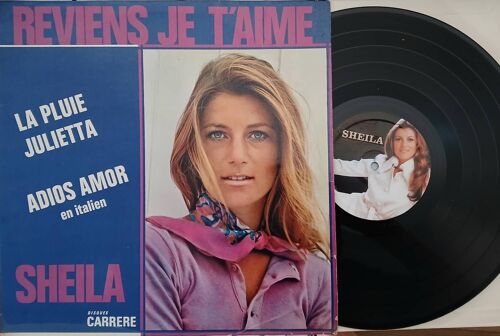 REVIENS JE T'AIME
LA PLUIE
JULIETTA
ADIOS AMOR
en italien
SHEILA
DISQUES
CARRERE
SHEILA